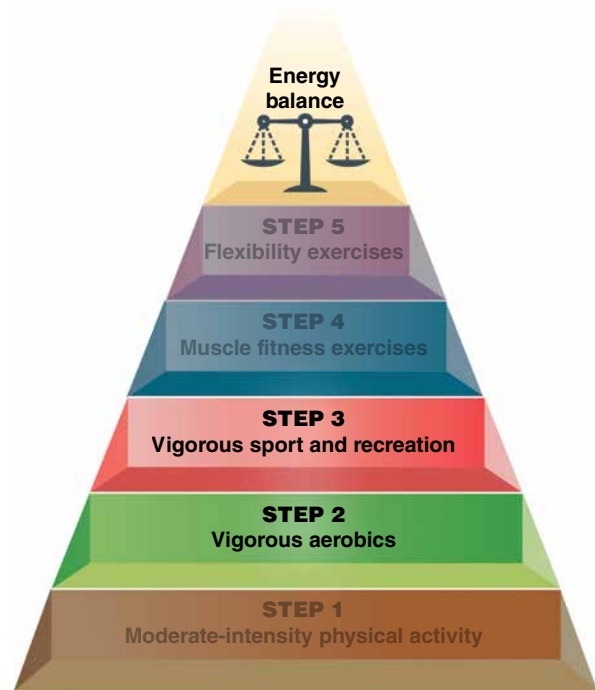 Energy
balance
STEP 5
Flexibility exercises
STEP 4
Muscle fitness exercises
STEP 3
Vigorous sport and recreation
STEP 2
Vigorous aerobics
STEP 1
Moderate-intensity physical activity